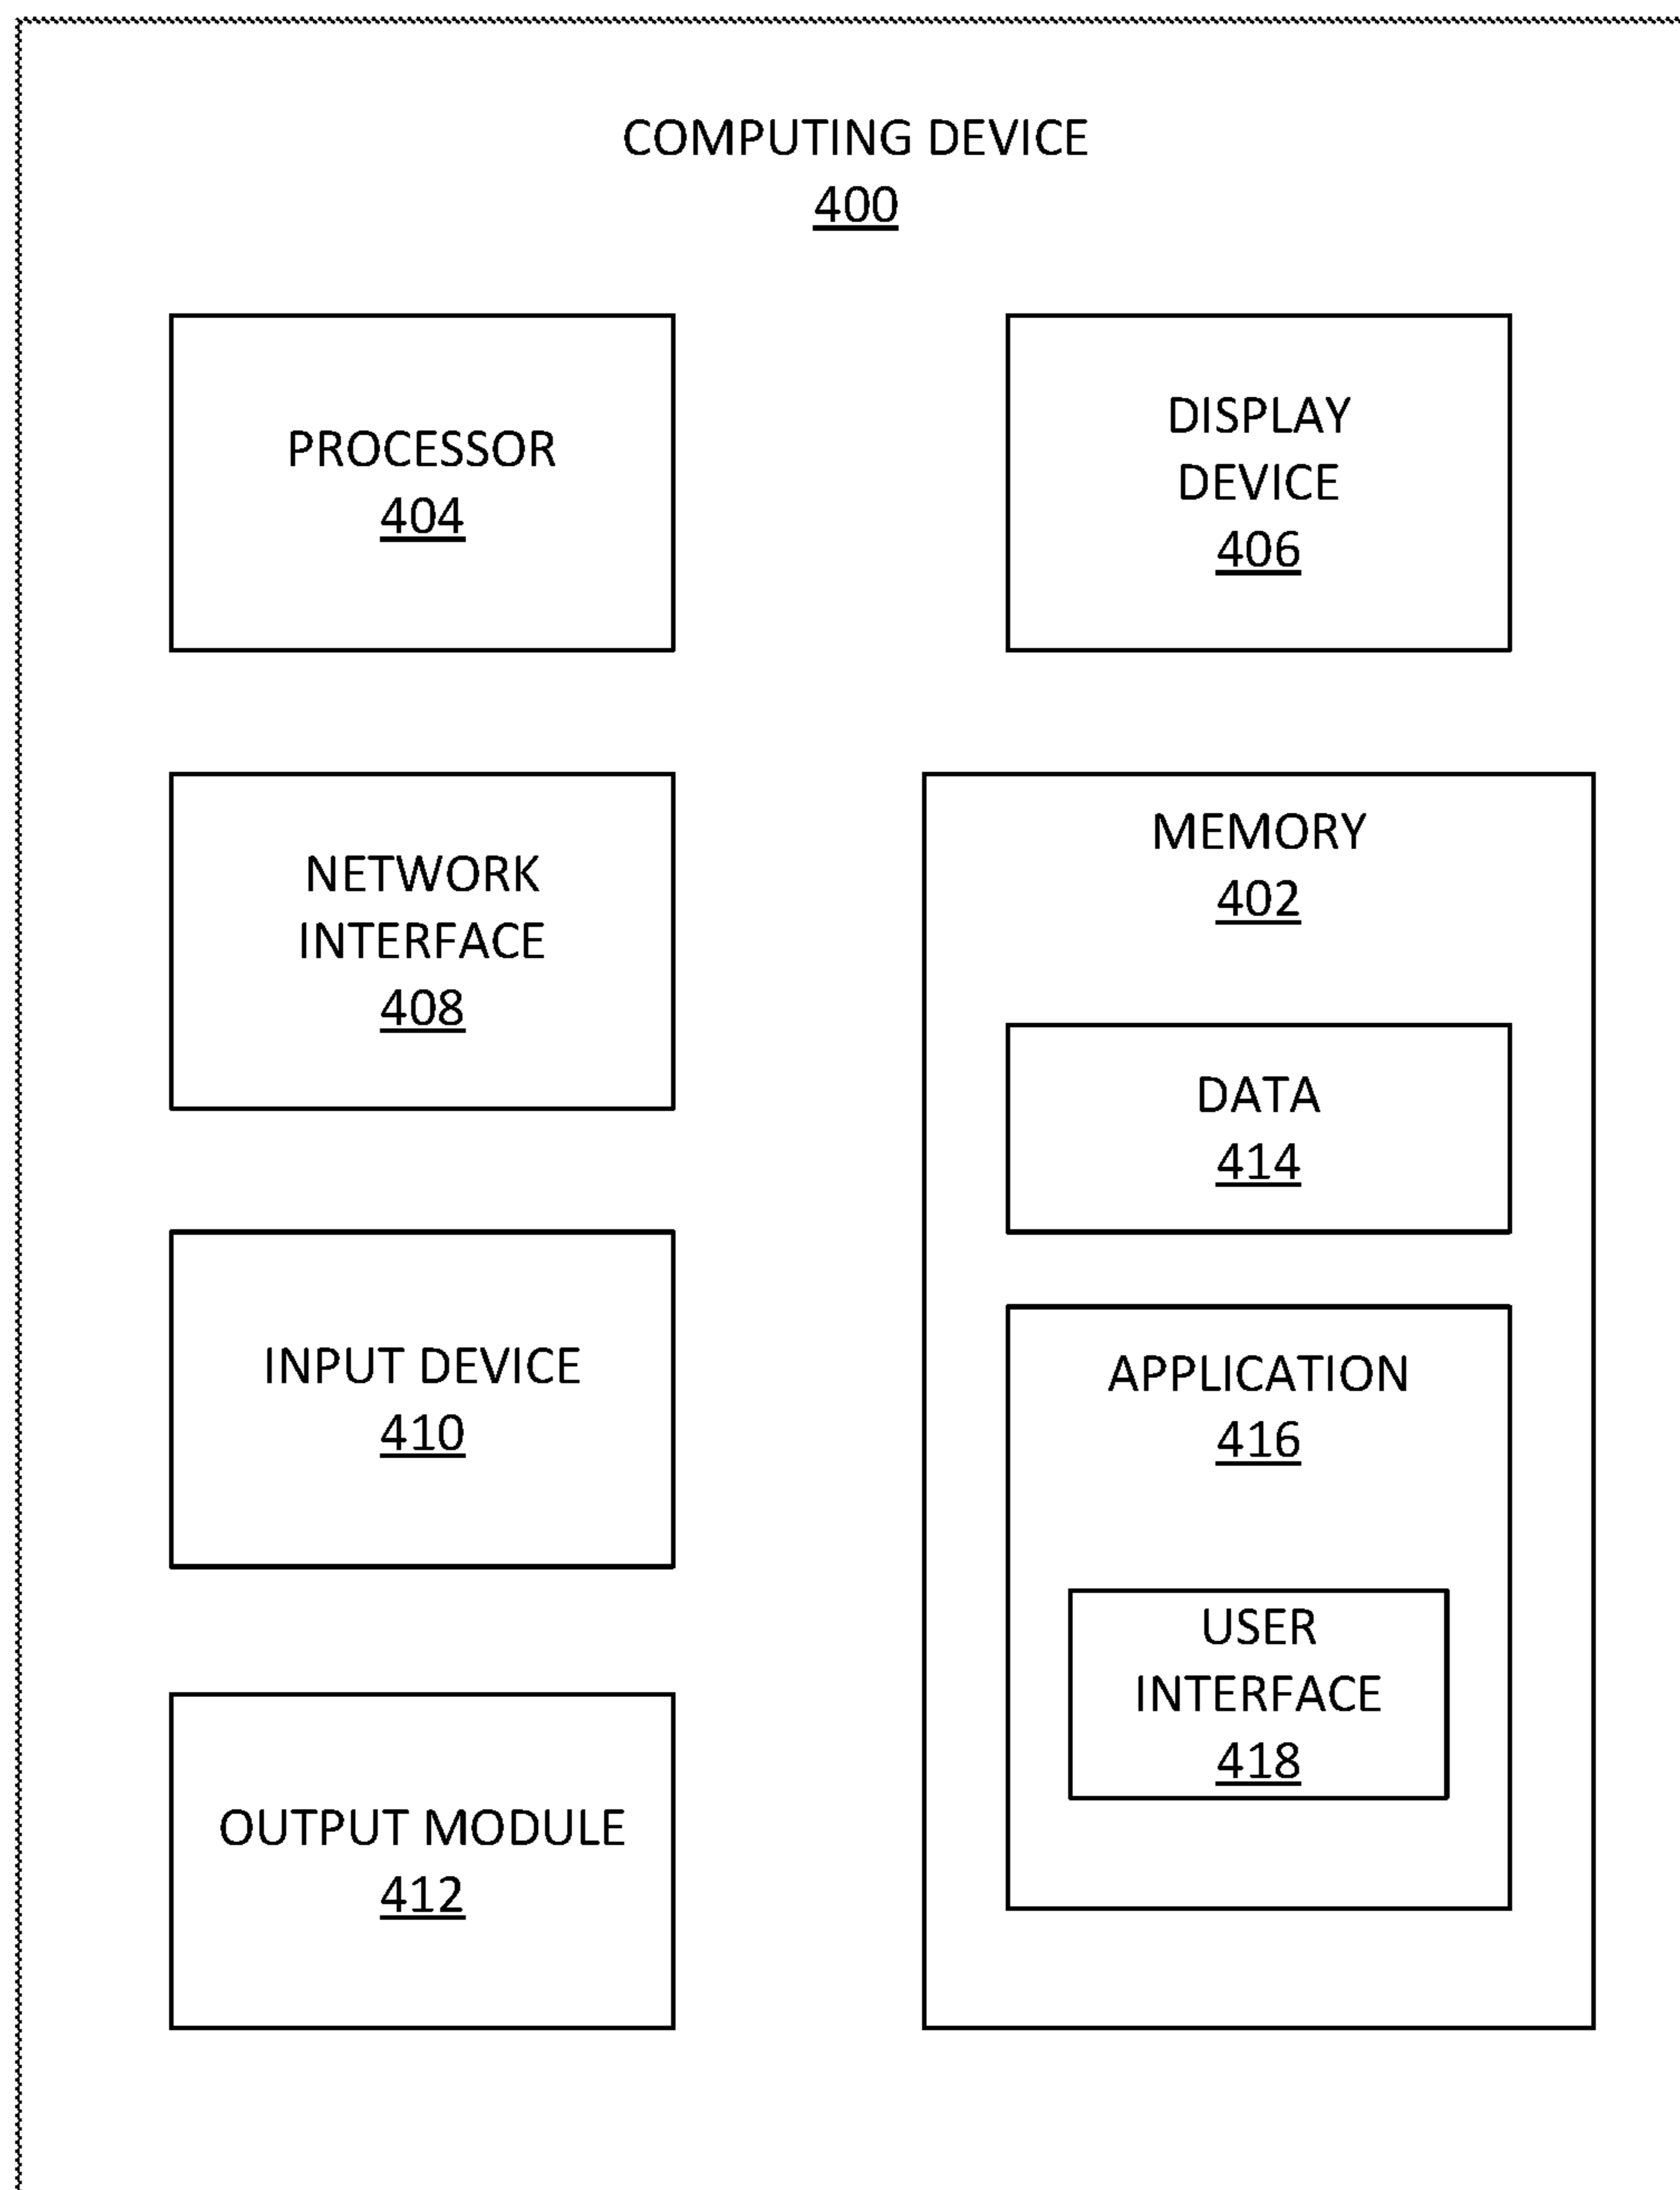 COMPUTING DEVICE
400
PROCESSOR
404
DISPLAY
DEVICE
406
NETWORK
INTERFACE
408
MEMORY
402
DATA
414
INPUT DEVICE
410
APPLICATION
416
USER
INTERFACE
418
OUTPUT MODULE
412